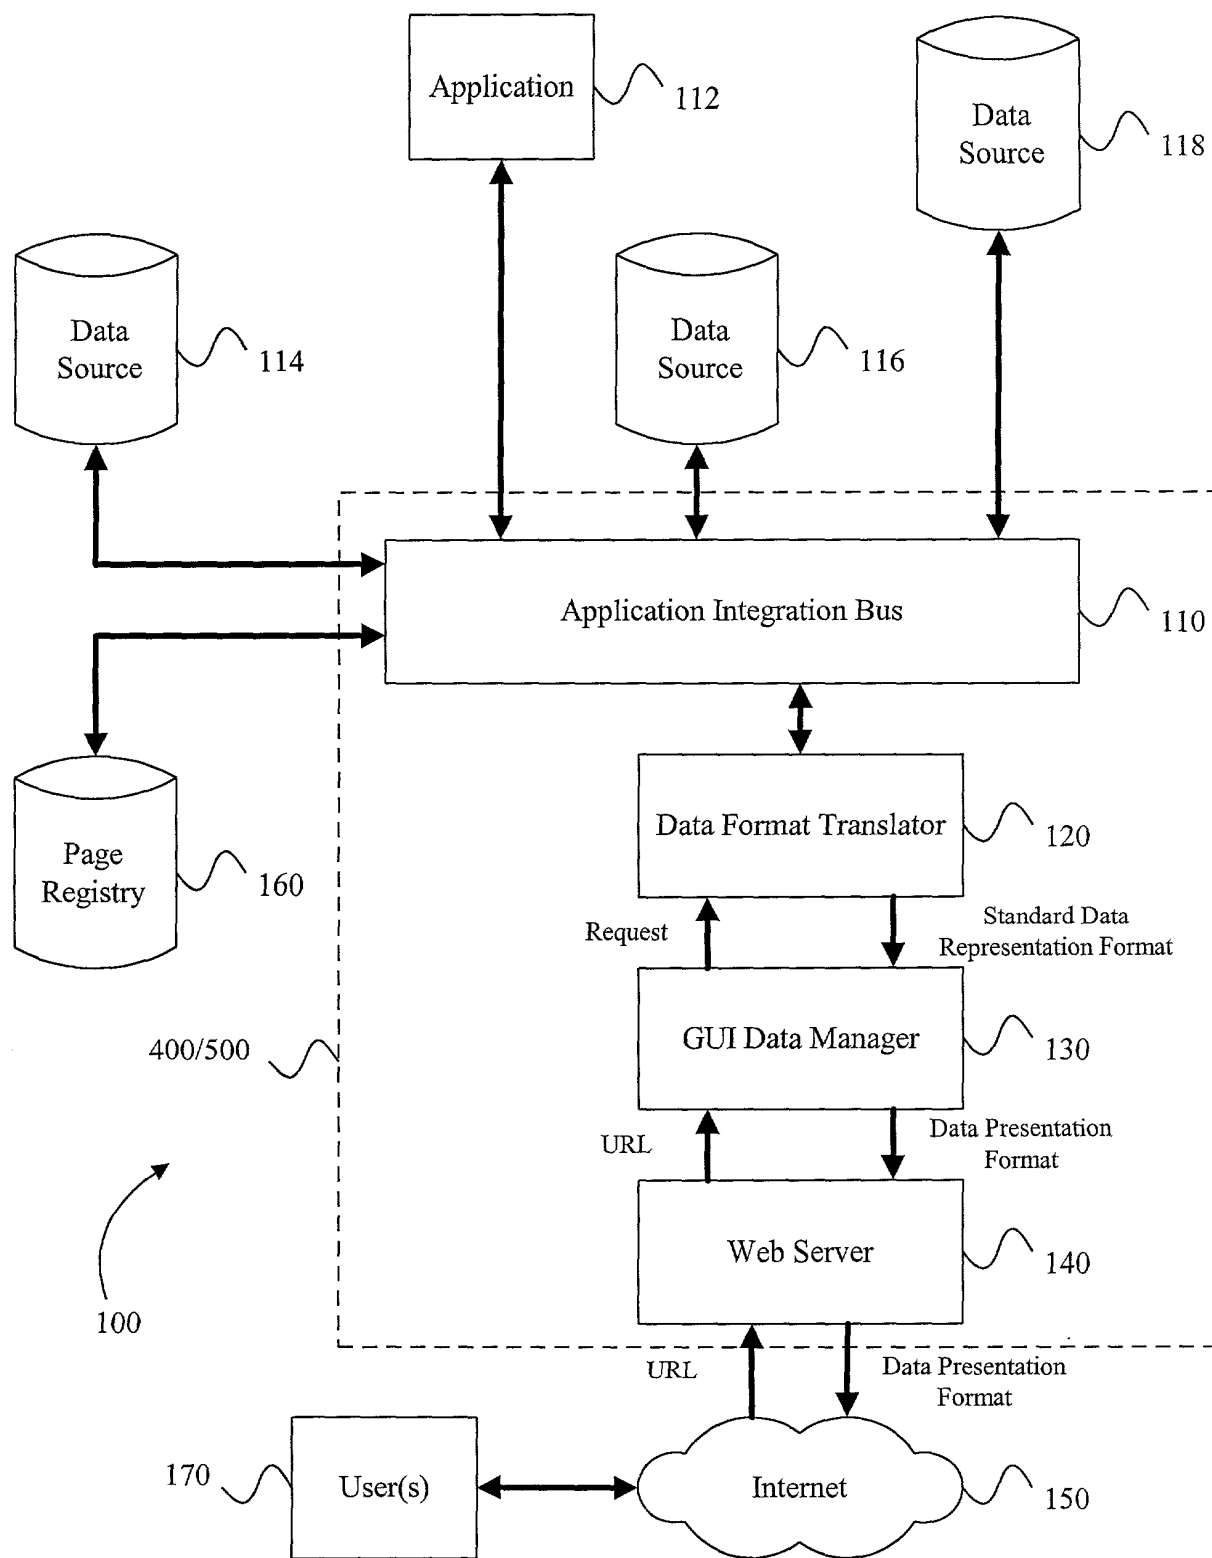 Application
112
Data
Source
118
Data
Source
114
Data
Source
116
Application Integration Bus
110
Page
Registry
160
Data Format Translator
120
Request
Standard Data
Representation Format
GUI Data Manager
130
400/500
URL
Data Presentation
Format
Web Server
140
100
URL
Data Presentation
Format
170
User(s)
Internet
150